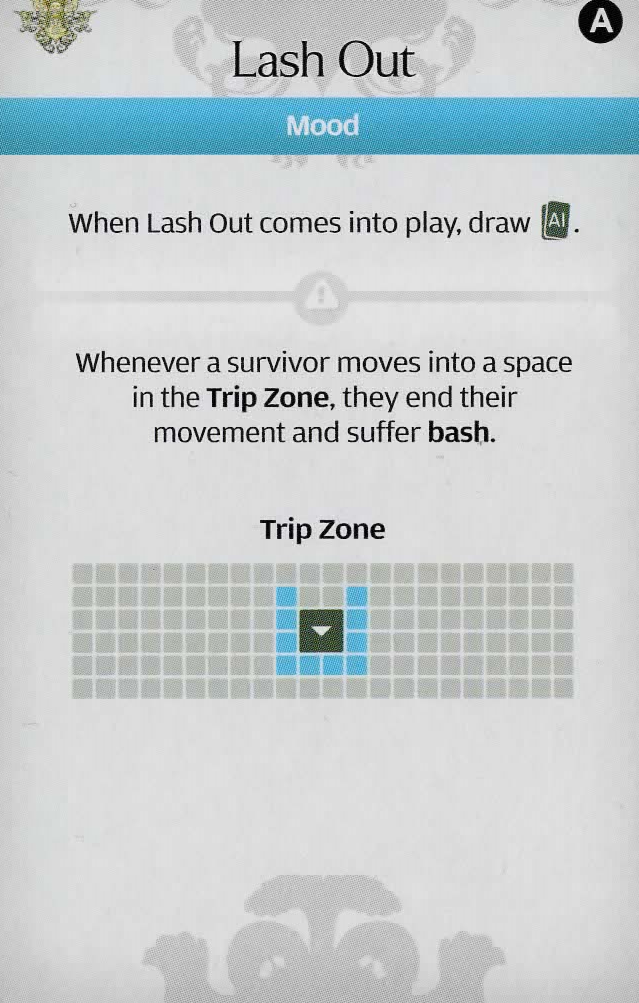 A
Lash Out
Mood
When Lash Out comes into play, draw AI.
Whenever a survivor moves into a space
in the Trip Zone, they end their
movement and suffer bash.
Trip Zone